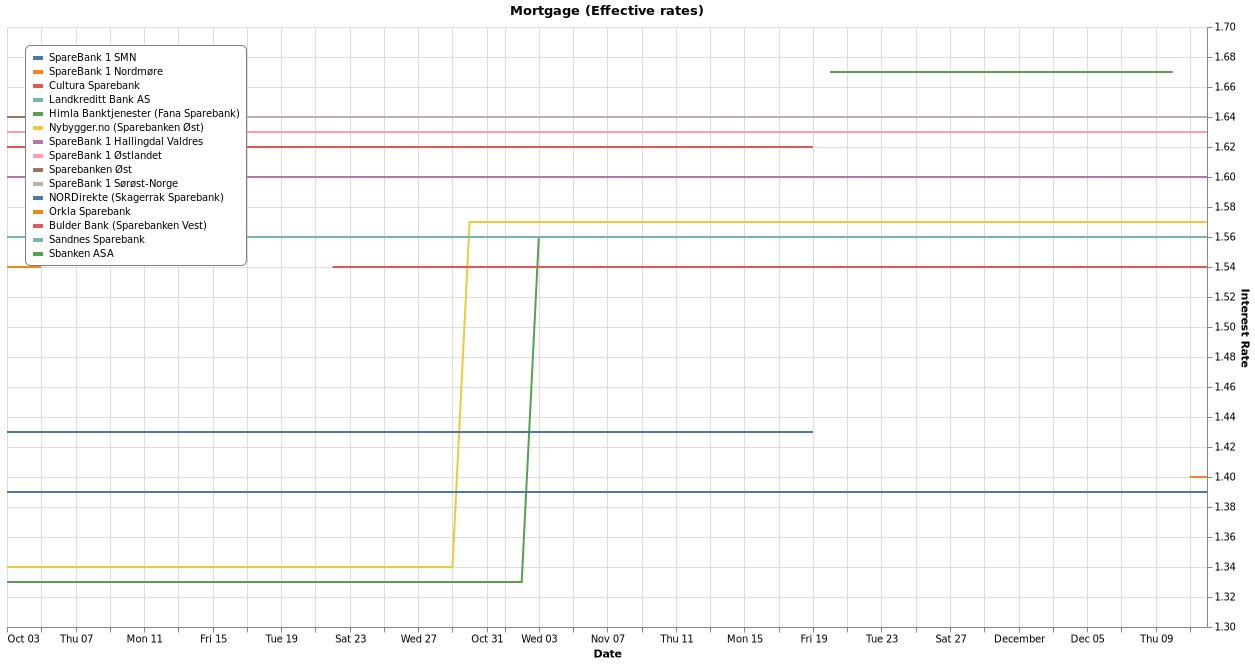 Mortgage (Effective rates)
SpareBank 1 SMN
SpareBank 1 Nordmøre
Cultura Sparebank
Landkreditt Bank AS
Himla Banktjenester (Fana Sparebank)
Nybygger.no (Sparebanken Øst)
SpareBank 1 Hallingdal Valdres
SpareBank 1 Østlandet
Sparebanken Øst
SpareBank 1 Sørøst-Norge
NORDirekte (Skagerrak Sparebank)
Orkla Sparebank
Bulder Bank (Sparebanken Vest)
Sandnes Sparebank
Sbanken ASA
1.70
1.68
1.66
1.64
1.62
1.60
1.58
1.56
1.54
1.52
1.50
1.48
1.46
1.44
1.42
1.40
1.38
1.36
1.34
1.32
1.30
Interest Rate
Oct 03 Thu 07 Mon 11 Fri 15 Tue 19 Sat 23 Wed 27 Oct 31 Wed 03 Nov 07 Thu 11 Mon 15 Fri 19 Tue 23 Sat 27 December Dec 05 Thu 09
Date